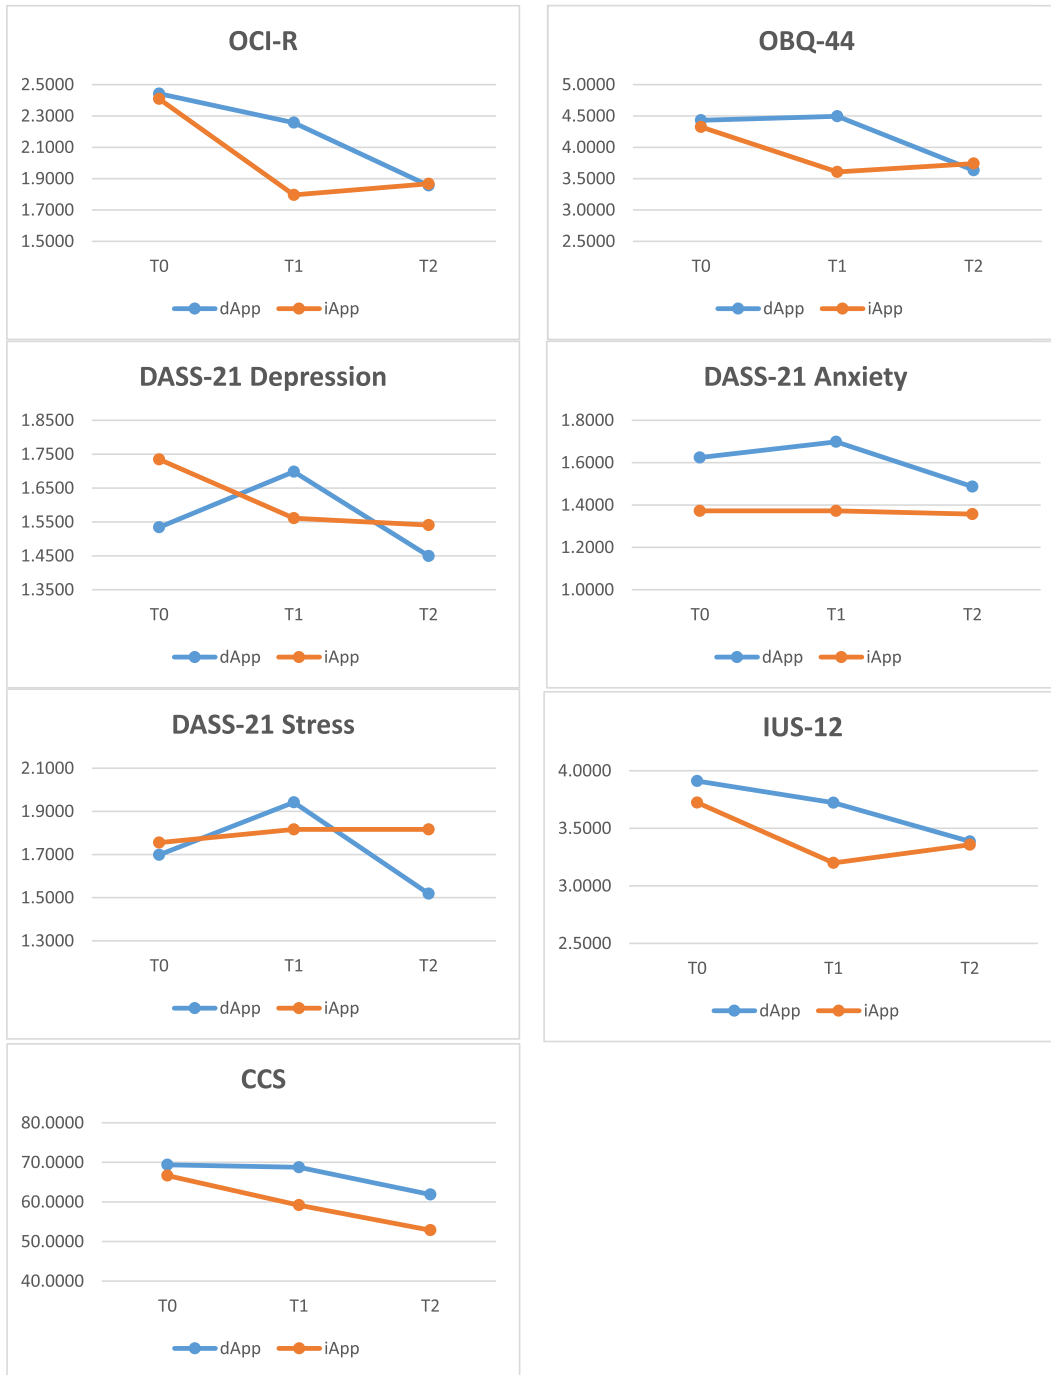 OCI-R
2.5000
2.3000
2.1000
1.9000
1.7000
1.5000
T0 T1 T2
dApp iApp
OBQ-44
5.0000
4.5000
4.0000
3.5000
3.0000
2.5000
T0 T1 T2
dApp iApp
DASS-21 Depression
1.8500
1.7500
1.6500
1.5500
1.4500
1.3500
T0 T1 T2
dApp iApp
DASS-21 Anxiety
1.8000
1.6000
1.4000
1.2000
1.0000
T0 T1 T2
dApp iApp
DASS-21 Stress
2.1000
1.9000
1.7000
1.5000
1.3000
T0 T1 T2
dApp iApp
IUS-12
4.0000
3.5000
3.0000
2.5000
T0 T1 T2
dApp iApp
CCS
80.0000
70.0000
60.0000
50.0000
40.0000
T0 T1 T2
dApp iApp